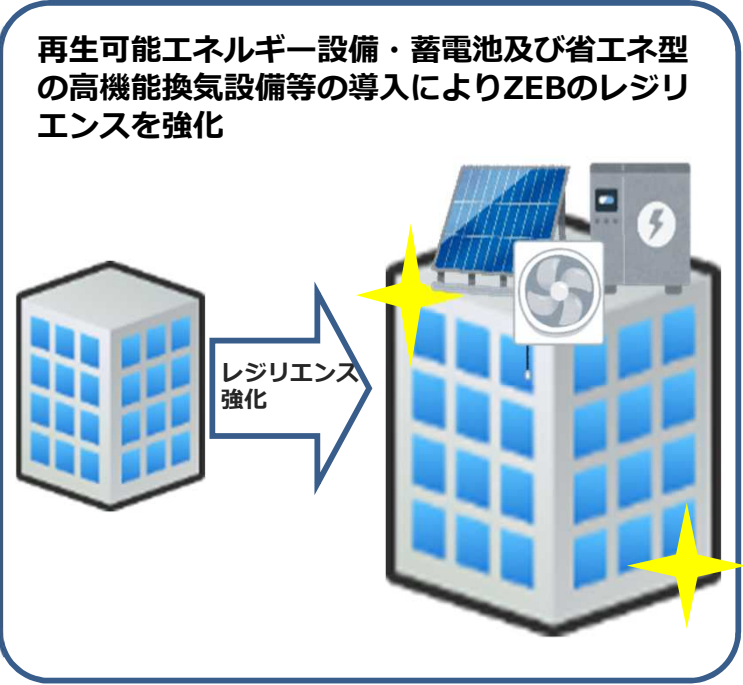 再生可能エネルギー設備・蓄電池及び省エネ型
の高機能換気設備等の導入によりZEBのレジリ
エンスを強化
レジリエンス
強化